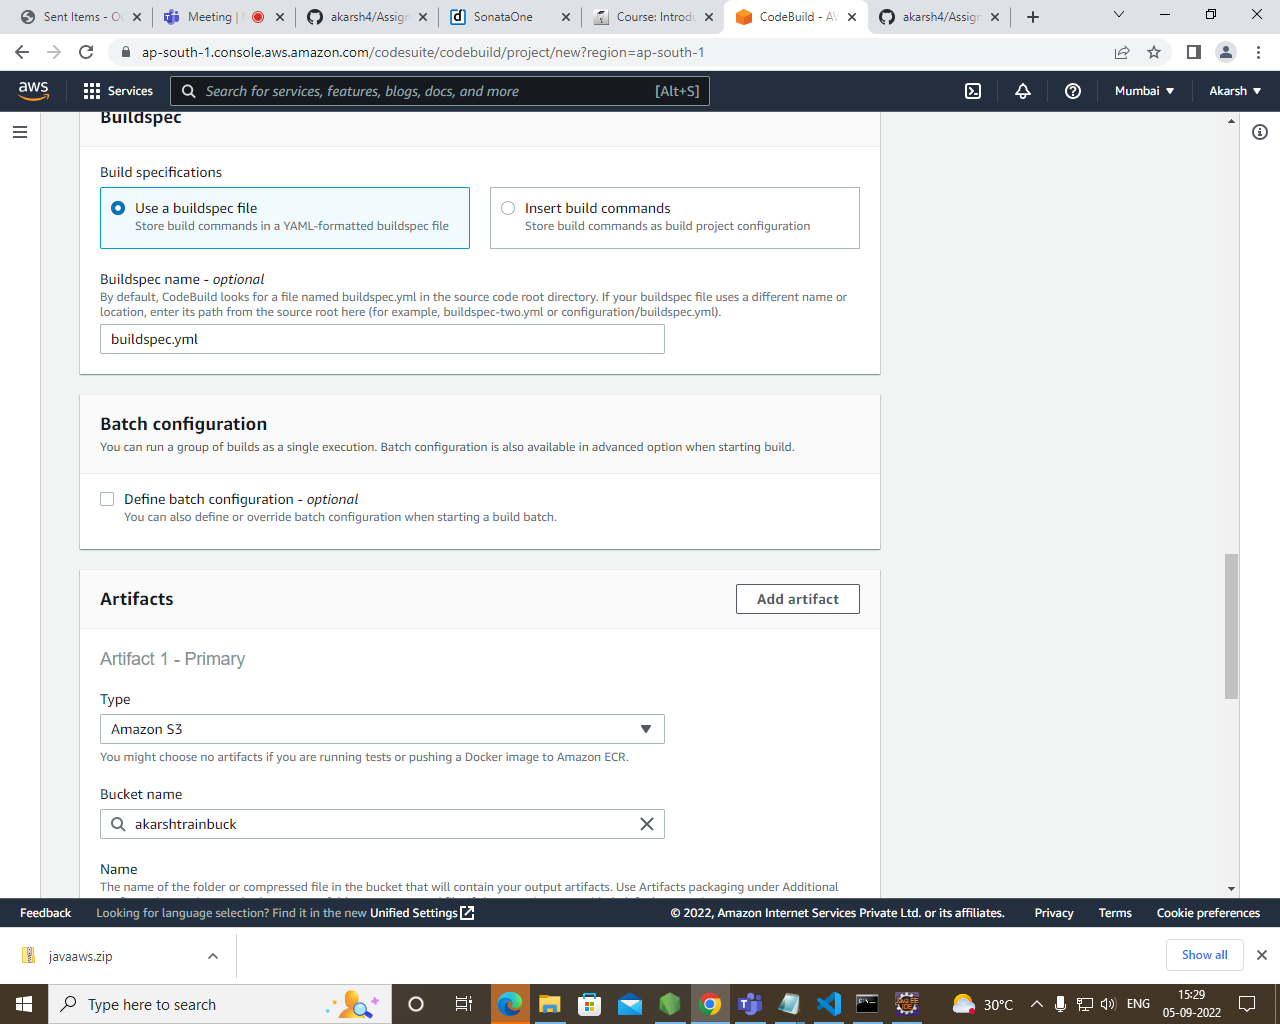 Sent Items - Ou
Meeting |
akarsh4/Assign
SonataOne
Course: Introdu
CodeBuild - AW
akarsh4/Assign
ap-south-1.console.aws.amazon.com/codesuite/codebuild/project/new?region=ap-south-1
aws
Services
Search for services, features, blogs, docs, and more
[Alt+S]
Mumbai
Akarsh
Buildspec
Build specifications
Use a buildspec file
Store build commands in a YAML-formatted buildspec file
Insert build commands
Store build commands as build project configuration
Buildspec name - optional
By default, CodeBuild looks for a file named buildspec.yml in the source code root directory. If your buildspec file uses a different name or
location, enter its path from the source root here (for example, buildspec-two.yml or configuration/buildspec.yml).
buildspec.yml
Batch configuration
You can run a group of builds as a single execution. Batch configuration is also available in advanced option when starting build.
Define batch configuration - optional
You can also define or override batch configuration when starting a build batch.
Artifacts
Add artifact
Artifact 1 - Primary
Type
Amazon S3
You might choose no artifacts if you are running tests or pushing a Docker image to Amazon ECR.
Bucket name
akarshtrainbuck
Name
The name of the folder or compressed file in the bucket that will contain your output artifacts. Use Artifacts packaging under Additional
Feedback
Looking for language selection? Find it in the new Unified Settings
© 2022, Amazon Internet Services Private Ltd. or its affiliates.
Privacy
Terms
Cookie preferences
javaaws.zip
Show all
Type here to search
30°C
ENG
15:29
05-09-2022